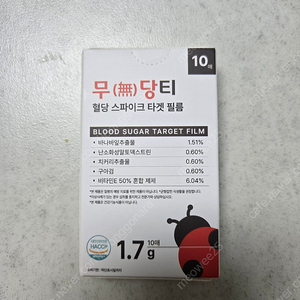 10매
무(無)당티
혈당 스파이크 타겟 필름
BLOOD SUGAR TARGET FILM
•바나바잎추출물 1.51%
•난소화성말토덱스트린 0.60%
•치커리추출물 0.60%
•구아검 0.60%
•비타민E 50% 혼합 제제 6.04%
HACCP
10매
1.7g